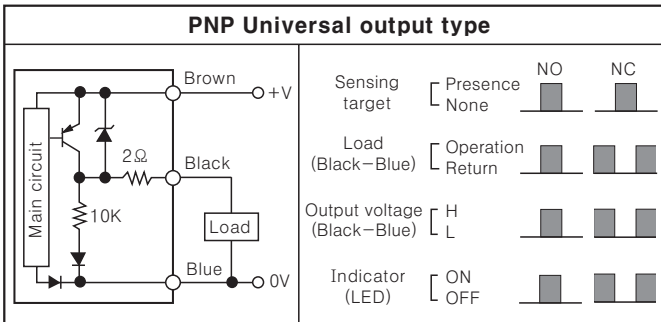 PNP Universal output type
Main circuit
Brown
+V
2Ω
Black
10K
Load
Blue
0V
NO NC
Sensing target
Presence
None
Load (Black-Blue)
Operation
Return
Output voltage (Black-Blue)
H
L
Indicator (LED)
ON
OFF